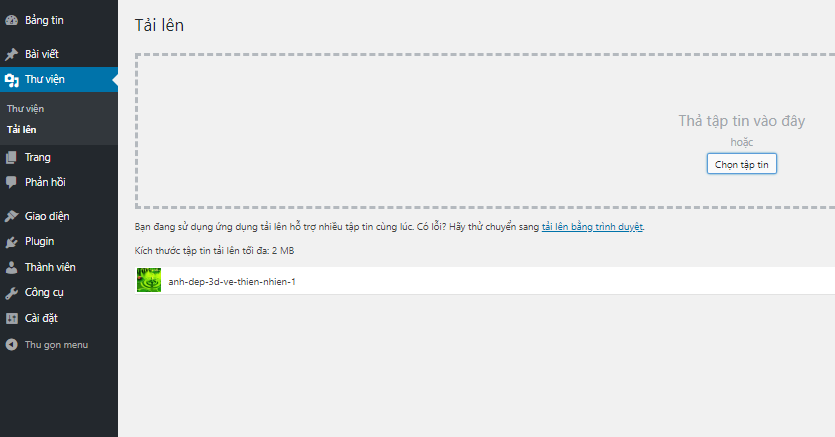 Bảng tin
Bài viết
Thư viện
Thư viện
Tải lên
Trang
Phản hồi
Giao diện
Plugin
Thành viên
Công cụ
Cài đặt
Thu gọn menu
Tải lên
Thả tập tin vào đây
hoặc
Chọn tập tin
Bạn đang sử dụng ứng dụng tải lên hỗ trợ nhiều tập tin cùng lúc. Có lỗi? Hãy thử chuyển sang tải lên bằng trình duyệt.
Kích thước tập tin tải lên tối đa: 2 MB
anh-dep-3d-ve-thien-nhien-1